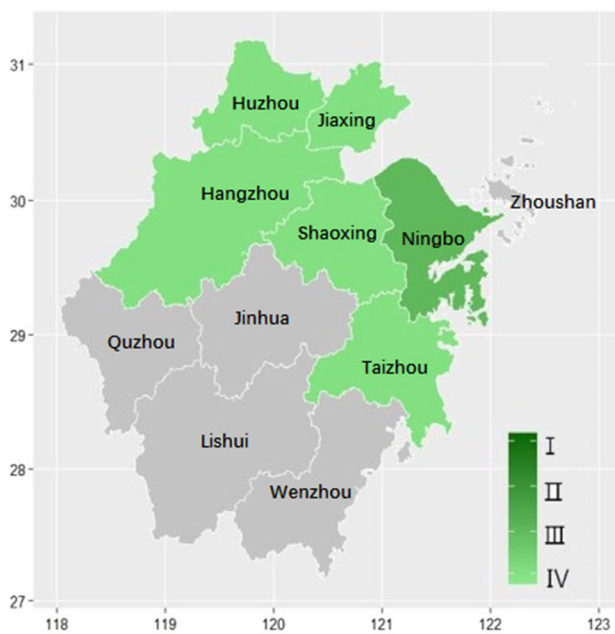 31
30
29
28
27
Huzhou
Jiaxing
Hangzhou
Zhoushan
Shaoxing
Ningbo
Jinhua
Quzhou
Taizhou
Lishui
Wenzhou
I
II
III
IV
118
119
120
121
122
123